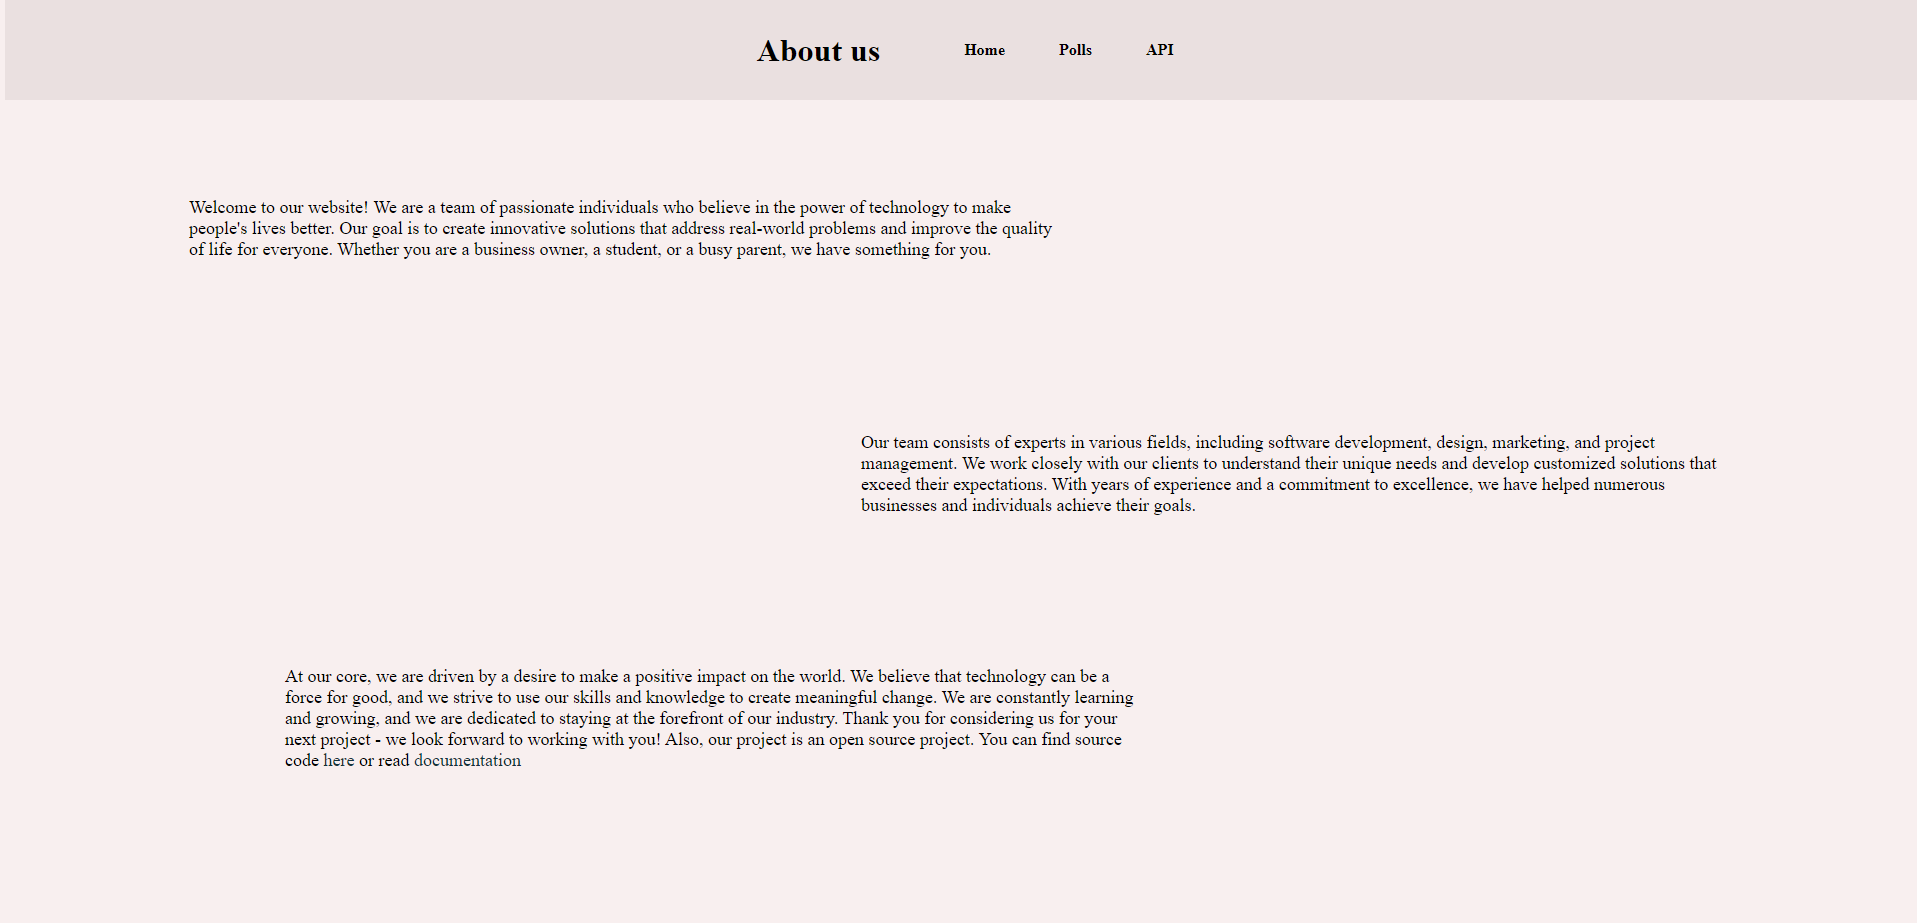 About us
Home
Polls
API
Welcome to our website! We are a team of passionate individuals who believe in the power of technology to make
people's lives better. Our goal is to create innovative solutions that address real-world problems and improve the quality
of life for everyone. Whether you are a business owner, a student, or a busy parent, we have something for you.
Our team consists of experts in various fields, including software development, design, marketing, and project
management. We work closely with our clients to understand their unique needs and develop customized solutions that
exceed their expectations. With years of experience and a commitment to excellence, we have helped numerous
businesses and individuals achieve their goals.
At our core, we are driven by a desire to make a positive impact on the world. We believe that technology can be a
force for good, and we strive to use our skills and knowledge to create meaningful change. We are constantly learning
and growing, and we are dedicated to staying at the forefront of our industry. Thank you for considering us for your
next project - we look forward to working with you! Also, our project is an open source project. You can find source
code here or read documentation